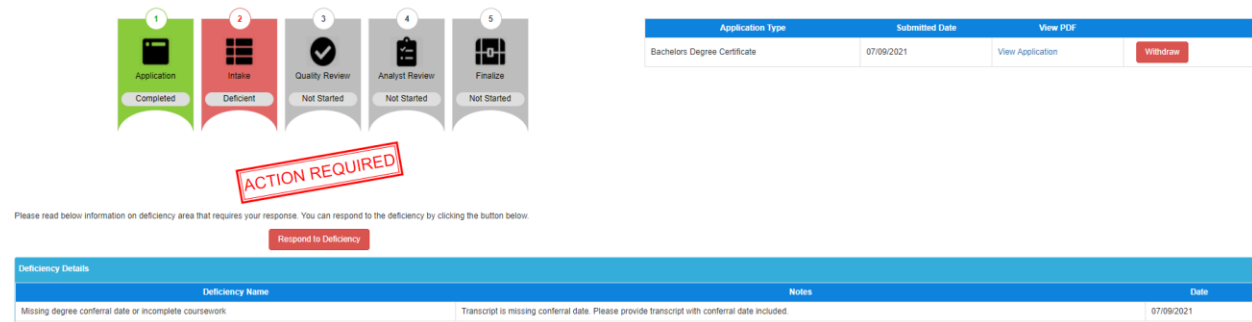 1 2 3 4 5
Application Intake Quality Review Analyst Review Finalize
Completed Deficient Not Started Not Started Not Started
Application Type Submitted Date View PDF
Bachelors Degree Certificate 07/09/2021 View Application Withdraw
ACTION REQUIRED
Please read below information on deficiency area that requires your response. You can respond to the deficiency by clicking the button below.
Respond to Deficiency
Deficiency Details
Deficiency Name Notes Date
Missing degree conferral date or incomplete coursework Transcript is missing conferral date. Please provide transcript with conferral date included. 07/09/2021